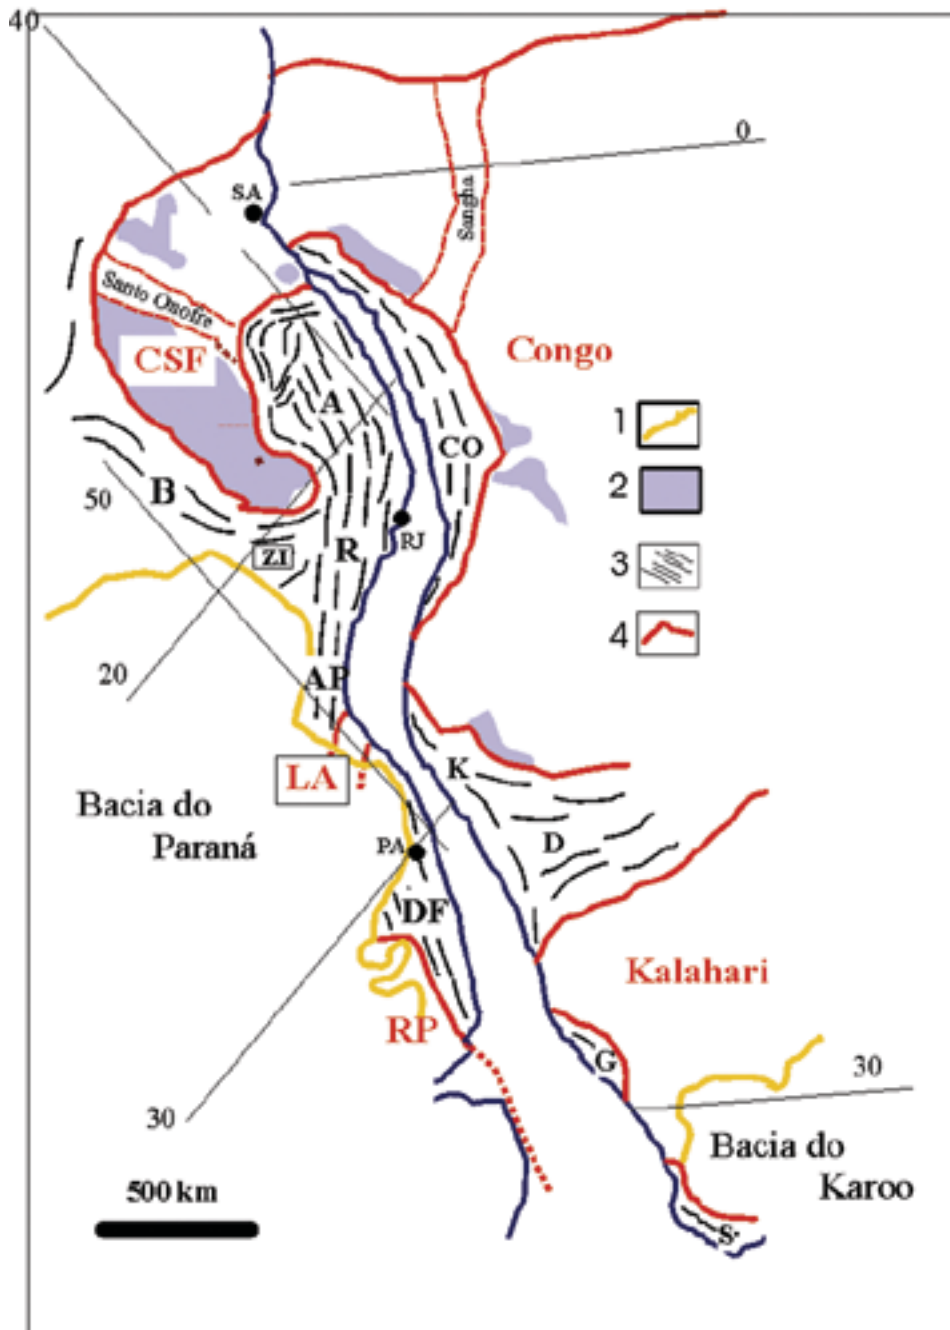 40
0
S.A
Sangha
Santo Onofre
CSF
Congo
A
CO
1
B
50
2
RJ
ZI
R
3
4
20
AP
K
LA
Bacia do
Paraná
D
PA
DF
Kalahari
RP
G
30
30
Bacia do
Karoo
500 km
S.